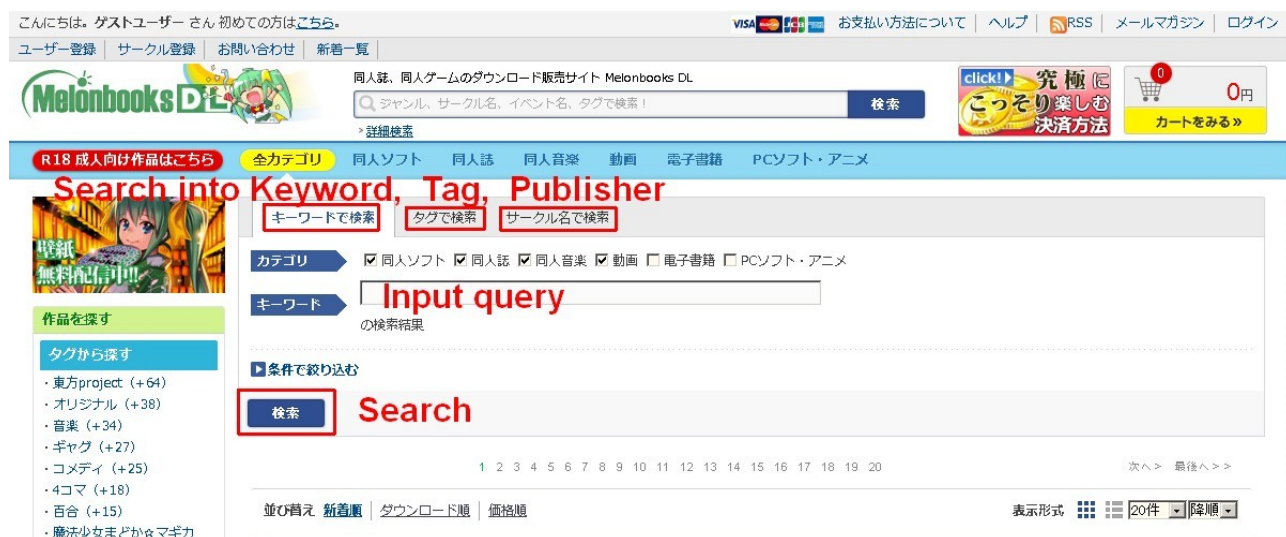 こんにちは。ゲストユーザー さん 初めての方はこちら。
VISA JCB お支払い方法について | ヘルプ | RSS | メールマガジン | ログイン
ユーザー登録 | サークル登録 | お問い合わせ | 新着一覧 |
Melonbooks DL
同人誌、同人ゲームのダウンロード販売サイト Melonbooks DL
ジャンル、サークル名、イベント名、タグで検索!
検索
>詳細検索
click! 究極に
こっそり楽しむ
決済方法
0
0円
カートをみる»
R18 成人向け作品はこちら 全カテゴリ 同人ソフト 同人誌 同人音楽 動画 電子書籍 PCソフト・アニメ
Search into Keyword, Tag, Publisher
キーワードで検索 タグで検索 サークル名で検索
壁紙
無料配信中!!
カテゴリ 同人ソフト 同人誌 同人音楽 動画 電子書籍 PCソフト・アニメ
キーワード Input query
の検索結果
条件で絞り込む
検索 Search
作品を探す
タグから探す
・東方project (+64)
・オリジナル (+38)
・音楽 (+34)
・ギャグ (+27)
・コメディ (+25)
・4コマ (+18)
・百合 (+15)
・魔法少女まどか☆マギカ
1 2 3 4 5 6 7 8 9 10 11 12 13 14 15 16 17 18 19 20 次へ> 最後へ>>
並び替え 新着順 | ダウンロード順 | 価格順 表示形式 20件 降順